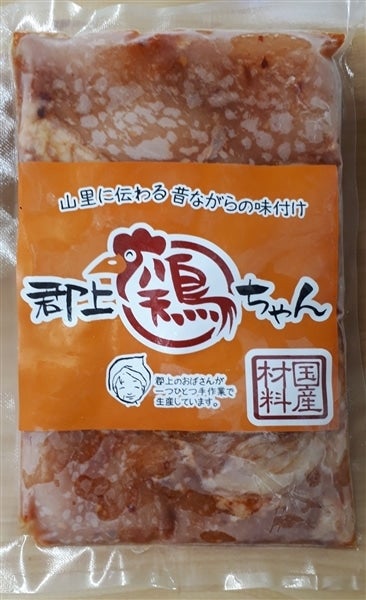 山里に伝わる昔ながらの味付け
郡上鶏ちゃん
郡上のおばさんが
一つひとつ手作業で
生産しています。
国産
材料